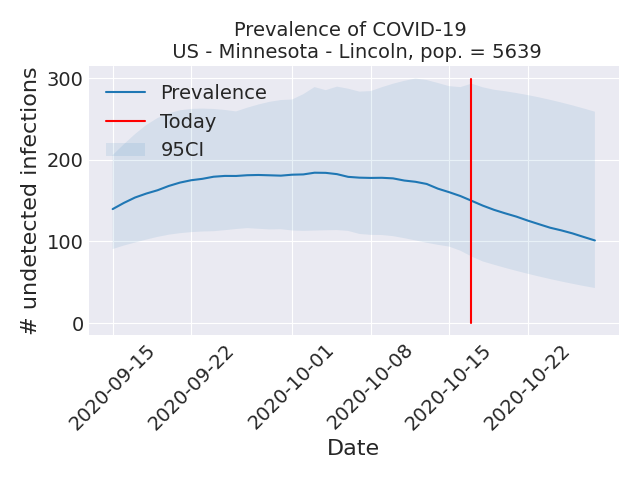 Prevalence of COVID-19
US - Minnesota - Lincoln, pop. = 5639
# undetected infections
300
200
100
0
Prevalence
Today
95CI
2020-09-15
2020-09-22
2020-10-01
2020-10-08
2020-10-15
2020-10-22
Date